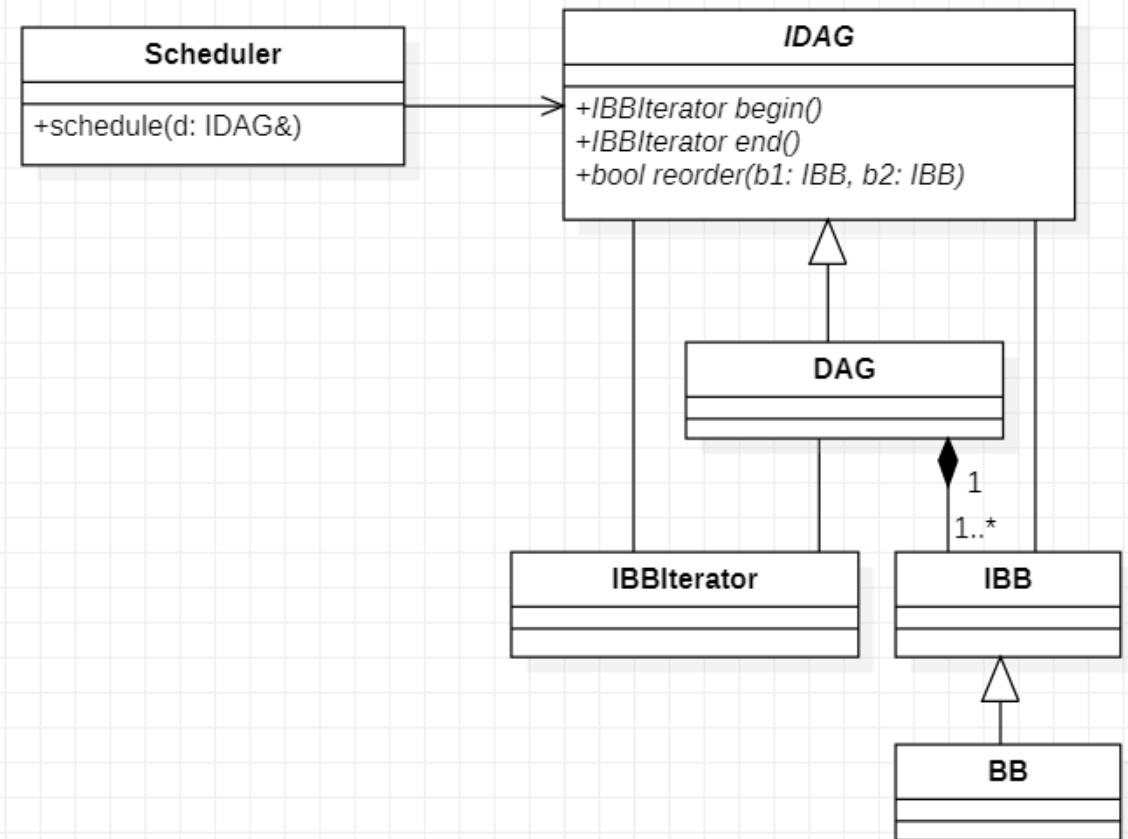 Scheduler
+schedule(d: IDAG&)
IDAG
+IBBIterator begin()
+IBBIterator end()
+bool reorder(b1: IBB, b2: IBB)
DAG
1
1..*
IBBIterator
IBB
BB